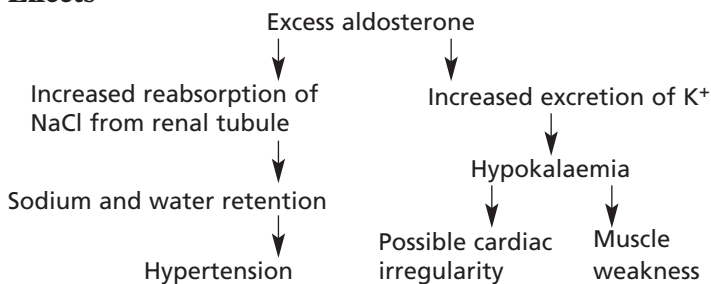 Excess aldosterone
Increased reabsorption of
NaCl from renal tubule
Increased excretion of K⁺
Hypokalaemia
Sodium and water retention
Possible cardiac
irregularity
Muscle
weakness
Hypertension